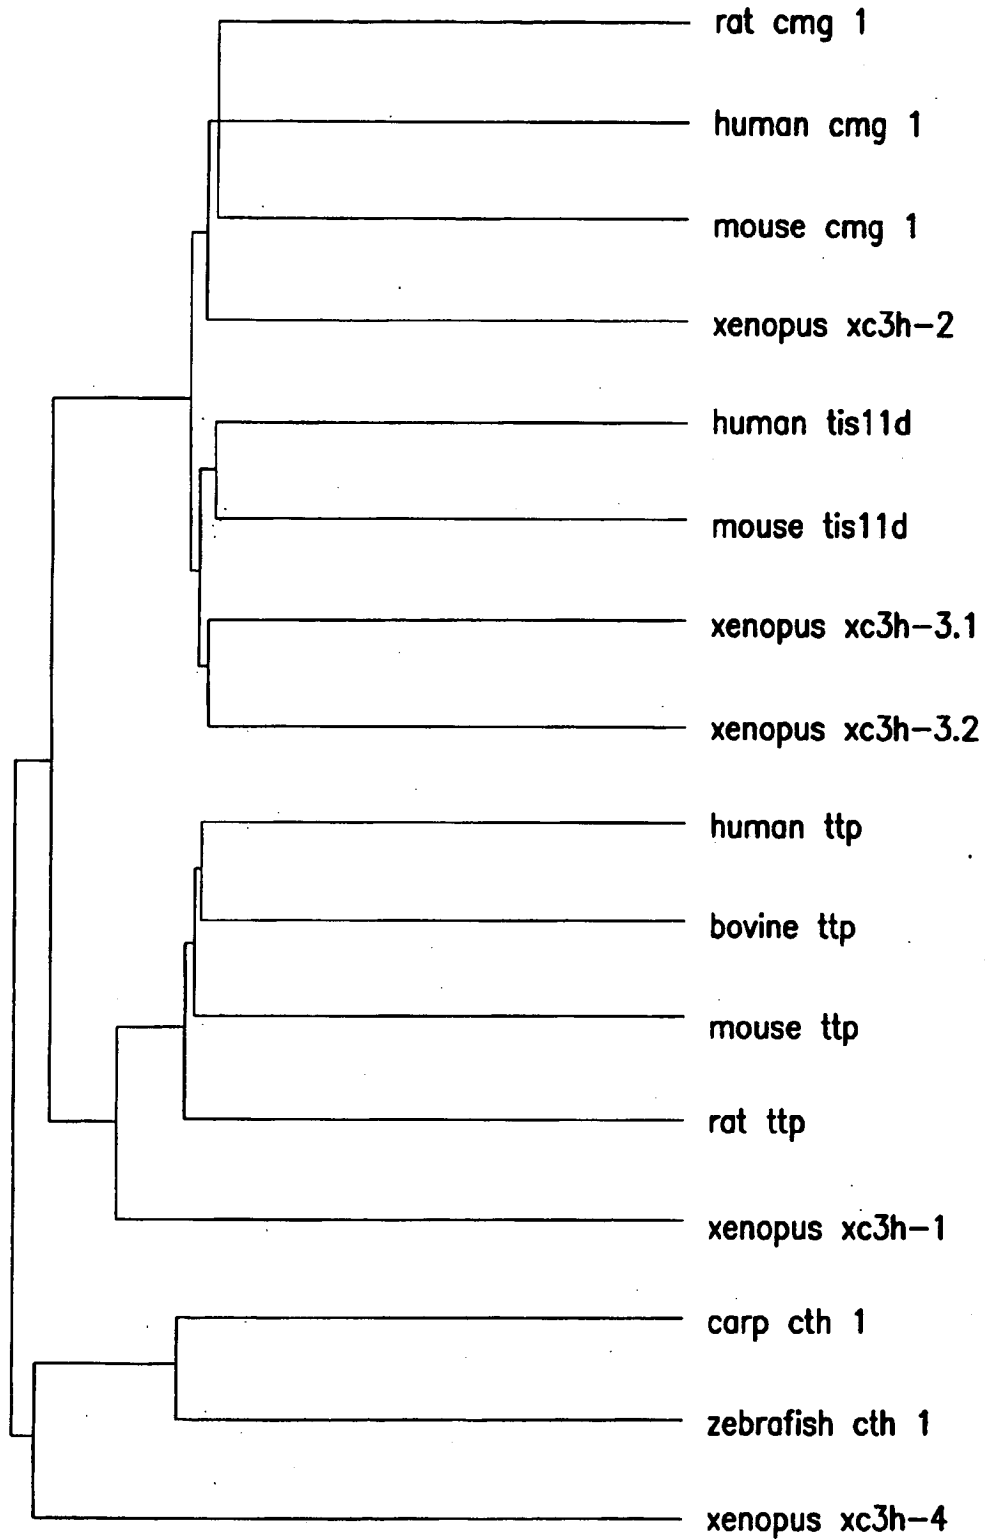 rat cmg 1
human cmg 1
mouse cmg 1
xenopus xc3h-2
human tis11d
mouse tis11d
xenopus xc3h-3.1
xenopus xc3h-3.2
human ttp
bovine ttp
mouse ttp
rat ttp
xenopus xc3h-1
carp cth 1
zebrafish cth 1
xenopus xc3h-4